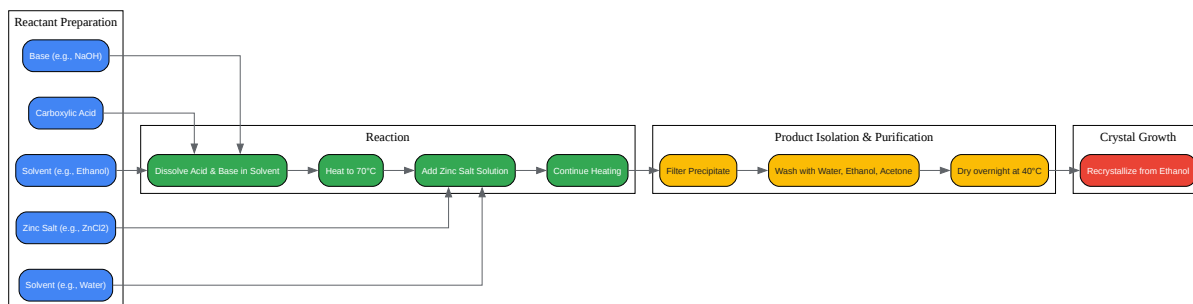 Reactant Preparation
Base (e.g., NaOH)
Carboxylic Acid
Solvent (e.g., Ethanol)
Zinc Salt (e.g., ZnCl2)
Solvent (e.g., Water)
Reaction
Dissolve Acid & Base in Solvent
Heat to 70°C
Add Zinc Salt Solution
Continue Heating
Product Isolation & Purification
Filter Precipitate
Wash with Water, Ethanol, Acetone
Dry overnight at 40°C
Crystal Growth
Recrystallize from Ethanol